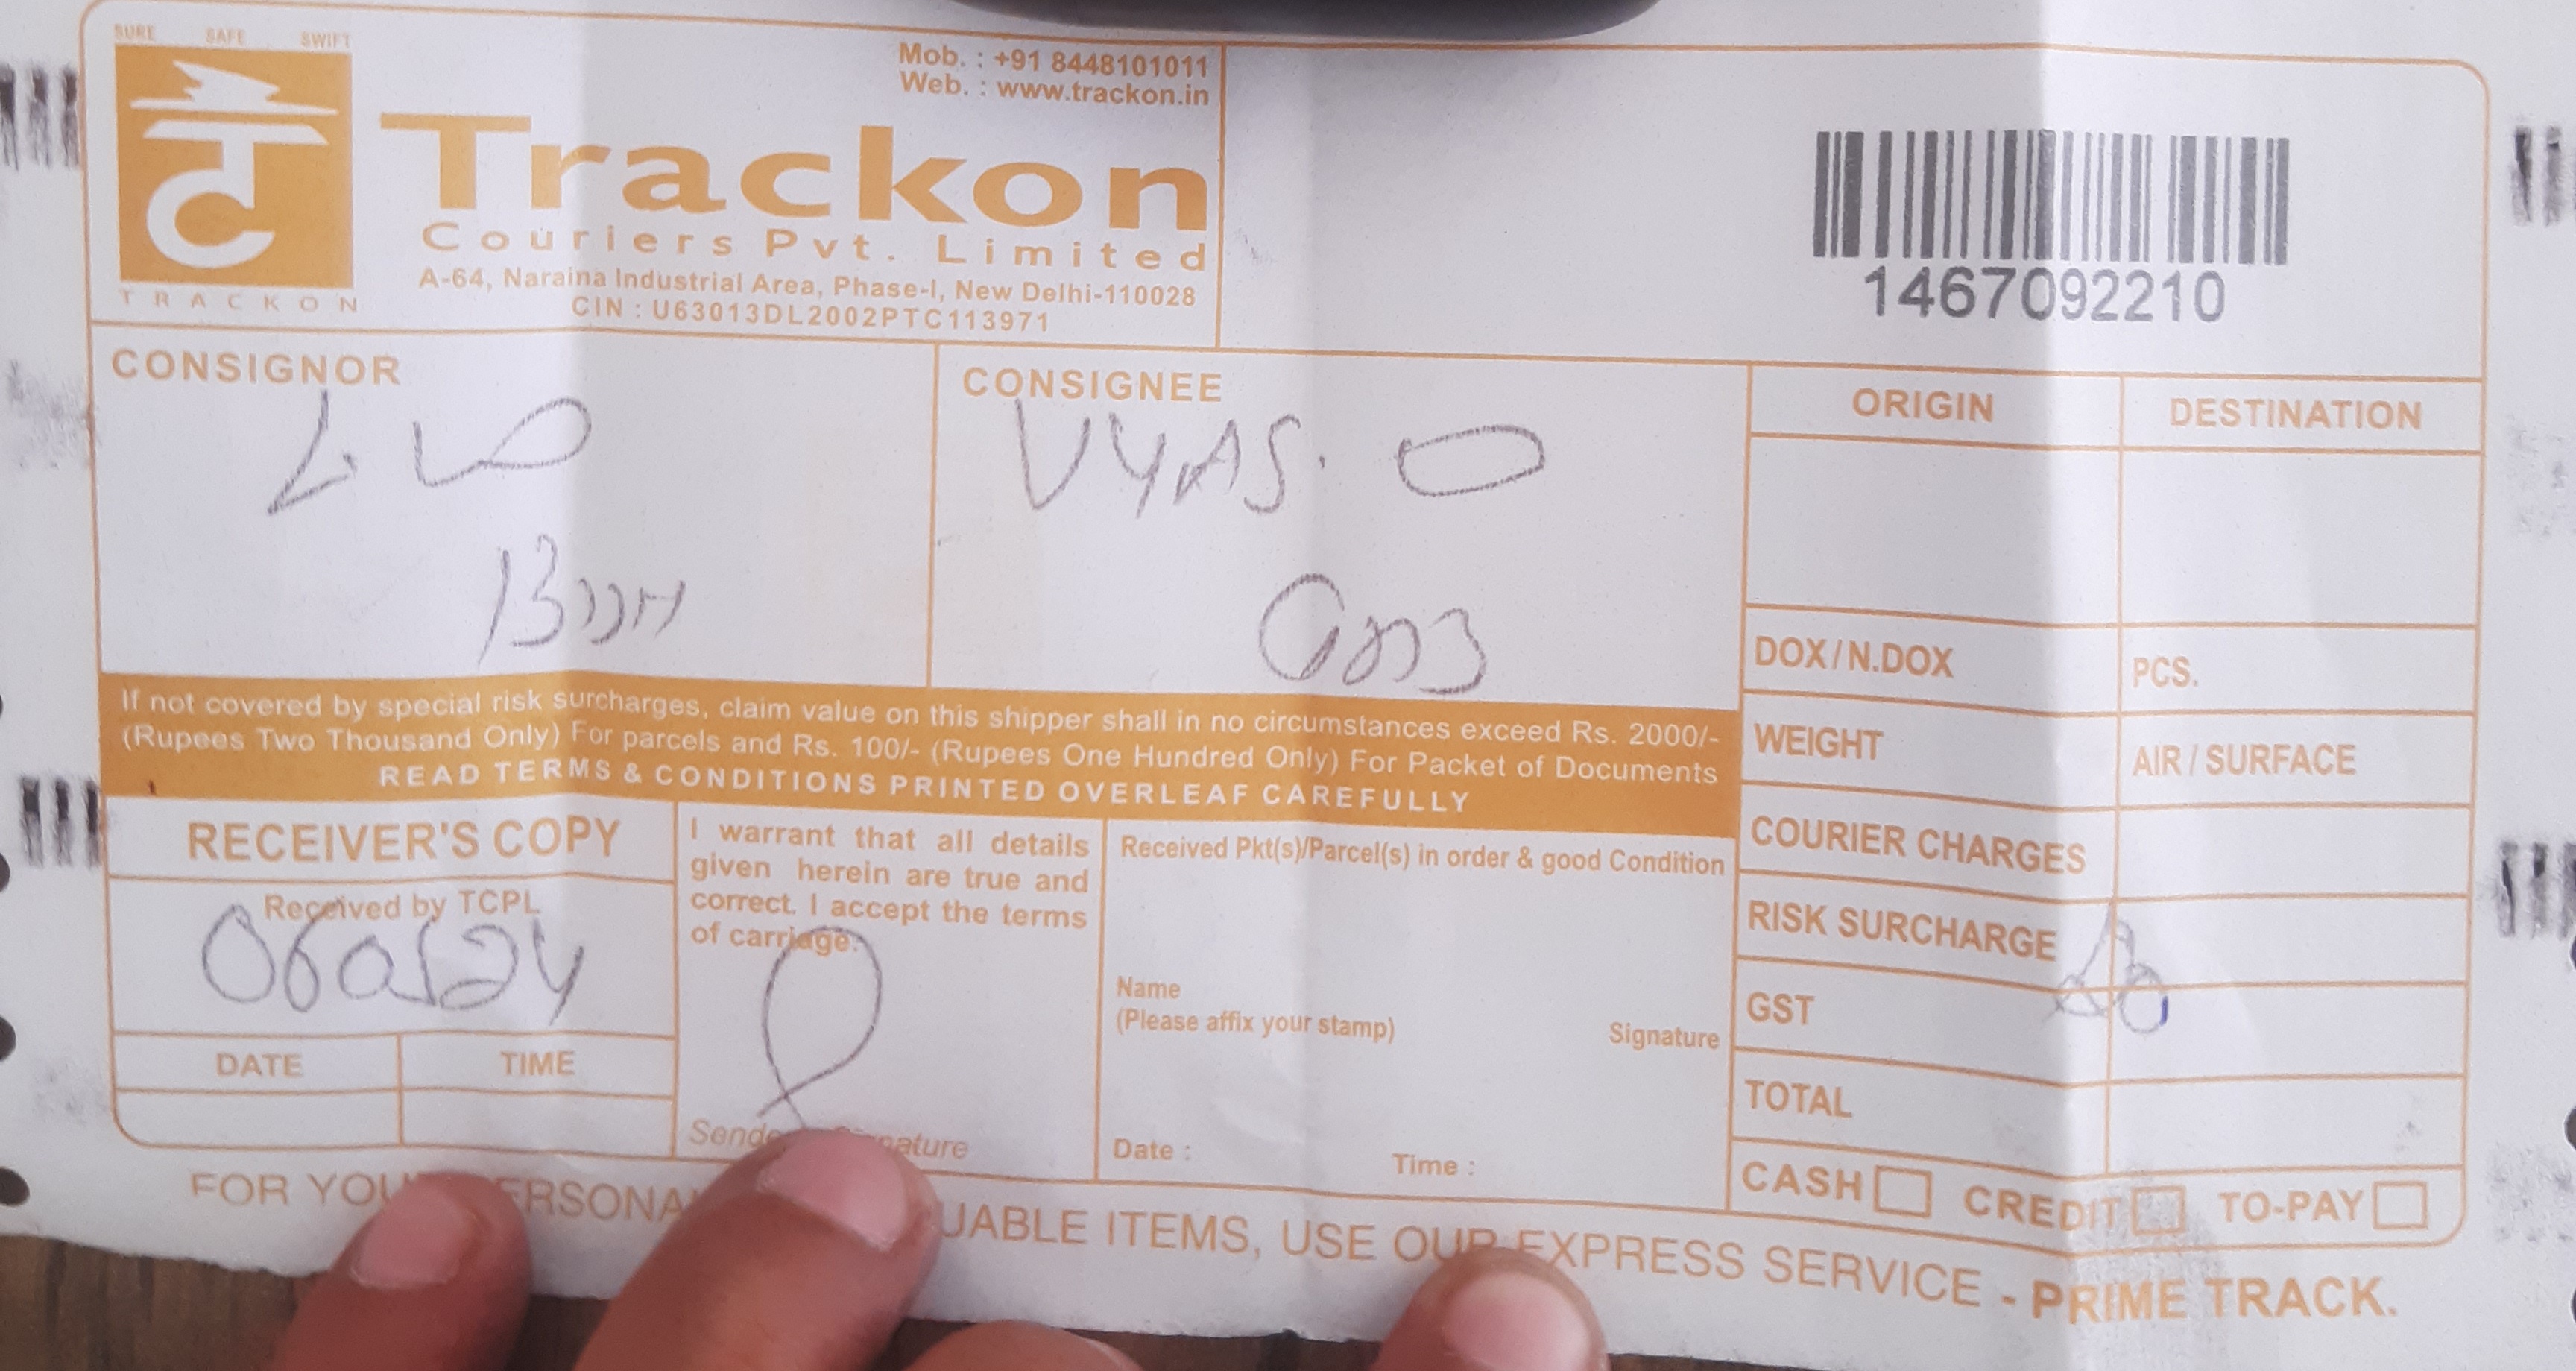 SURE SAFE SWIFT
TRACKON
Mob. : +91 8448101011
Web. : www.trackon.in
Trackon
Couriers Pvt. Limited
A-64, Naraina Industrial Area, Phase-I, New Delhi-110028
CIN : U63013DL2002PTC113971
1467092210
CONSIGNOR
CONSIGNEE
VYAS.
ORIGIN
DESTINATION
DOX/N.DOX
PCS.
WEIGHT
AIR / SURFACE
COURIER CHARGES
RISK SURCHARGE
GST
TOTAL
CASH CREDIT TO-PAY
If not covered by special risk surcharges, claim value on this shipper shall in no circumstances exceed Rs. 2000/-
(Rupees Two Thousand Only) For parcels and Rs. 100/- (Rupees One Hundred Only) For Packet of Documents
READ TERMS & CONDITIONS PRINTED OVERLEAF CAREFULLY
RECEIVER'S COPY
Received by TCPL
060524
DATE
TIME
I warrant that all details
given herein are true and
correct. I accept the terms
of carriage.
Received Pkt(s)/Parcel(s) in order & good Condition
Name
(Please affix your stamp)
Signature
Date :
Time :
FOR ITEMS, USE OUR EXPRESS SERVICE - PRIME TRACK.